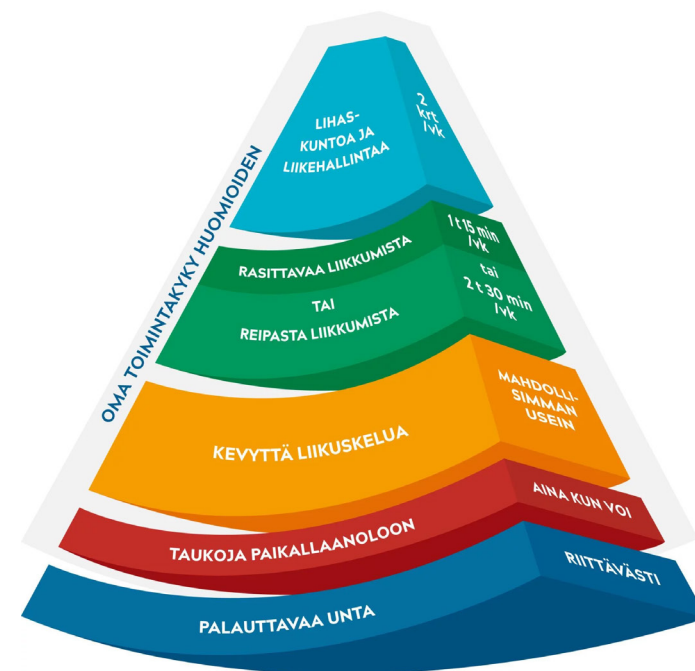 OMA TOIMINTAKYKY HUOMIOIDEN
LIHAS-
KUNTOA JA
LIIKEHALLINTAA
2
krt
/vk
RASITTAVAA LIIKKUMISTA
1 t 15 min
/vk
TAI
REIPASTA LIIKKUMISTA
tai
2 t 30 min
/vk
KEVYTTÄ LIIKUSKELUA
MAHDOLLI-
SIMMAN
USEIN
TAUKOJA PAIKALLAANOLOON
AINA KUN VOI
PALAUTTAVAA UNTA
RIITTÄVÄSTI